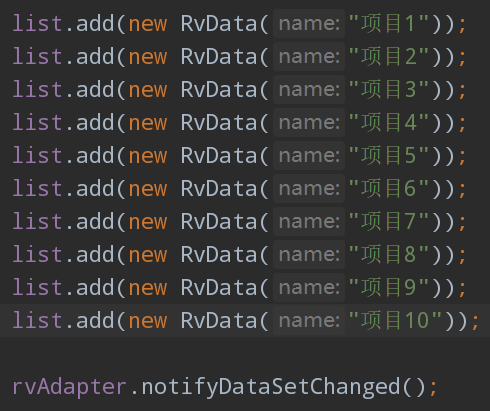 list.add(new RvData( name: "项目1"));
list.add(new RvData( name: "项目2"));
list.add(new RvData( name: "项目3"));
list.add(new RvData( name: "项目4"));
list.add(new RvData( name: "项目5"));
list.add(new RvData( name: "项目6"));
list.add(new RvData( name: "项目7"));
list.add(new RvData( name: "项目8"));
list.add(new RvData( name: "项目9"));
list.add(new RvData( name: "项目10"));
rvAdapter.notifyDataSetChanged();